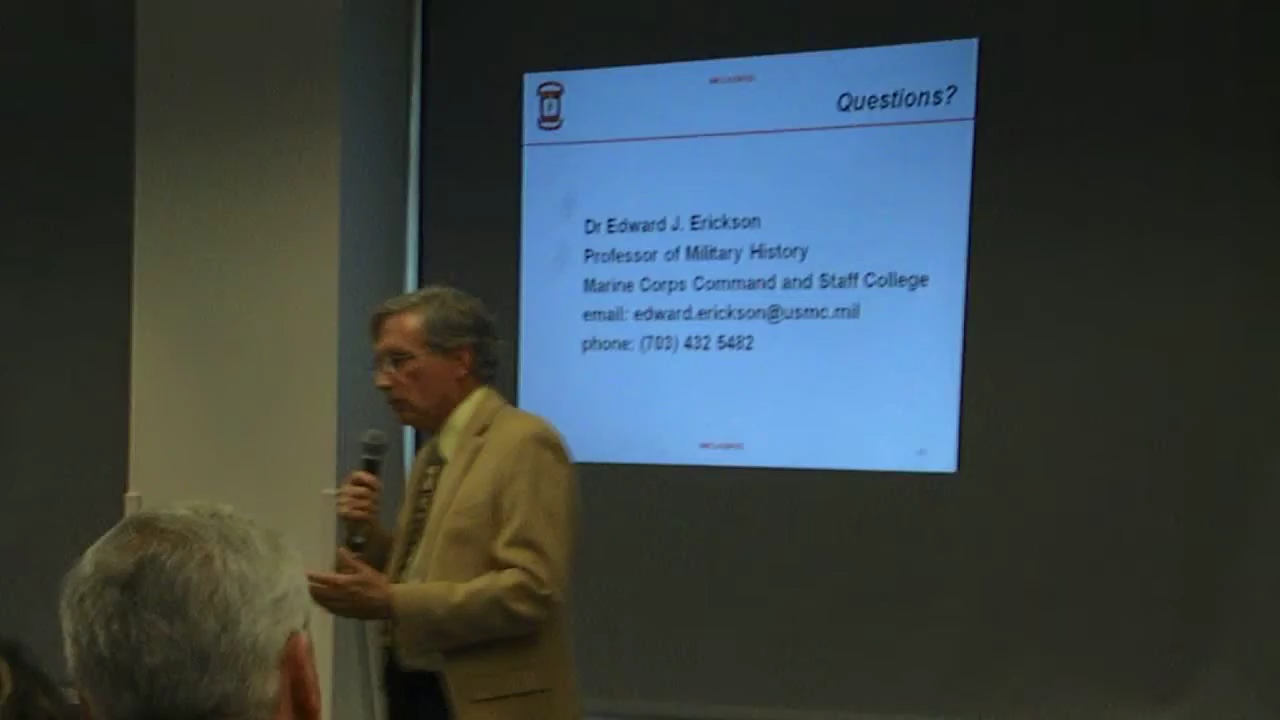 Questions?
Dr Edward J. Erickson
Professor of Military History
Marine Corps Command and Staff College
email: edward.erickson@usmc.mil
phone: (703) 432 5482